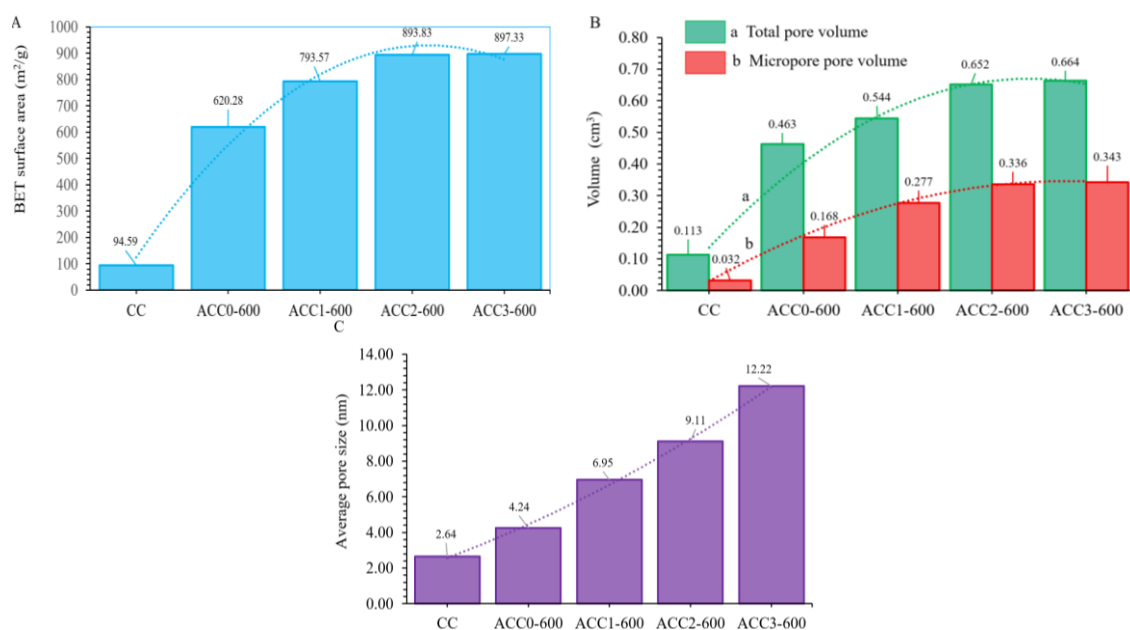 A
BET surface area (m²/g)
1000
900
800
700
600
500
400
300
200
100
0
94.59
620.28
793.57
893.83
897.33
CC
ACC0-600
ACC1-600
ACC2-600
ACC3-600
B
a Total pore volume
b Micropore pore volume
Volume (cm³)
0.80
0.70
0.60
0.50
0.40
0.30
0.20
0.10
0.00
0.113
0.032
0.463
0.168
0.544
0.277
0.652
0.336
0.664
0.343
a
b
CC
ACC0-600
ACC1-600
ACC2-600
ACC3-600
C
Average pore size (nm)
14.00
12.00
10.00
8.00
6.00
4.00
2.00
0.00
2.64
4.24
6.95
9.11
12.22
CC
ACC0-600
ACC1-600
ACC2-600
ACC3-600